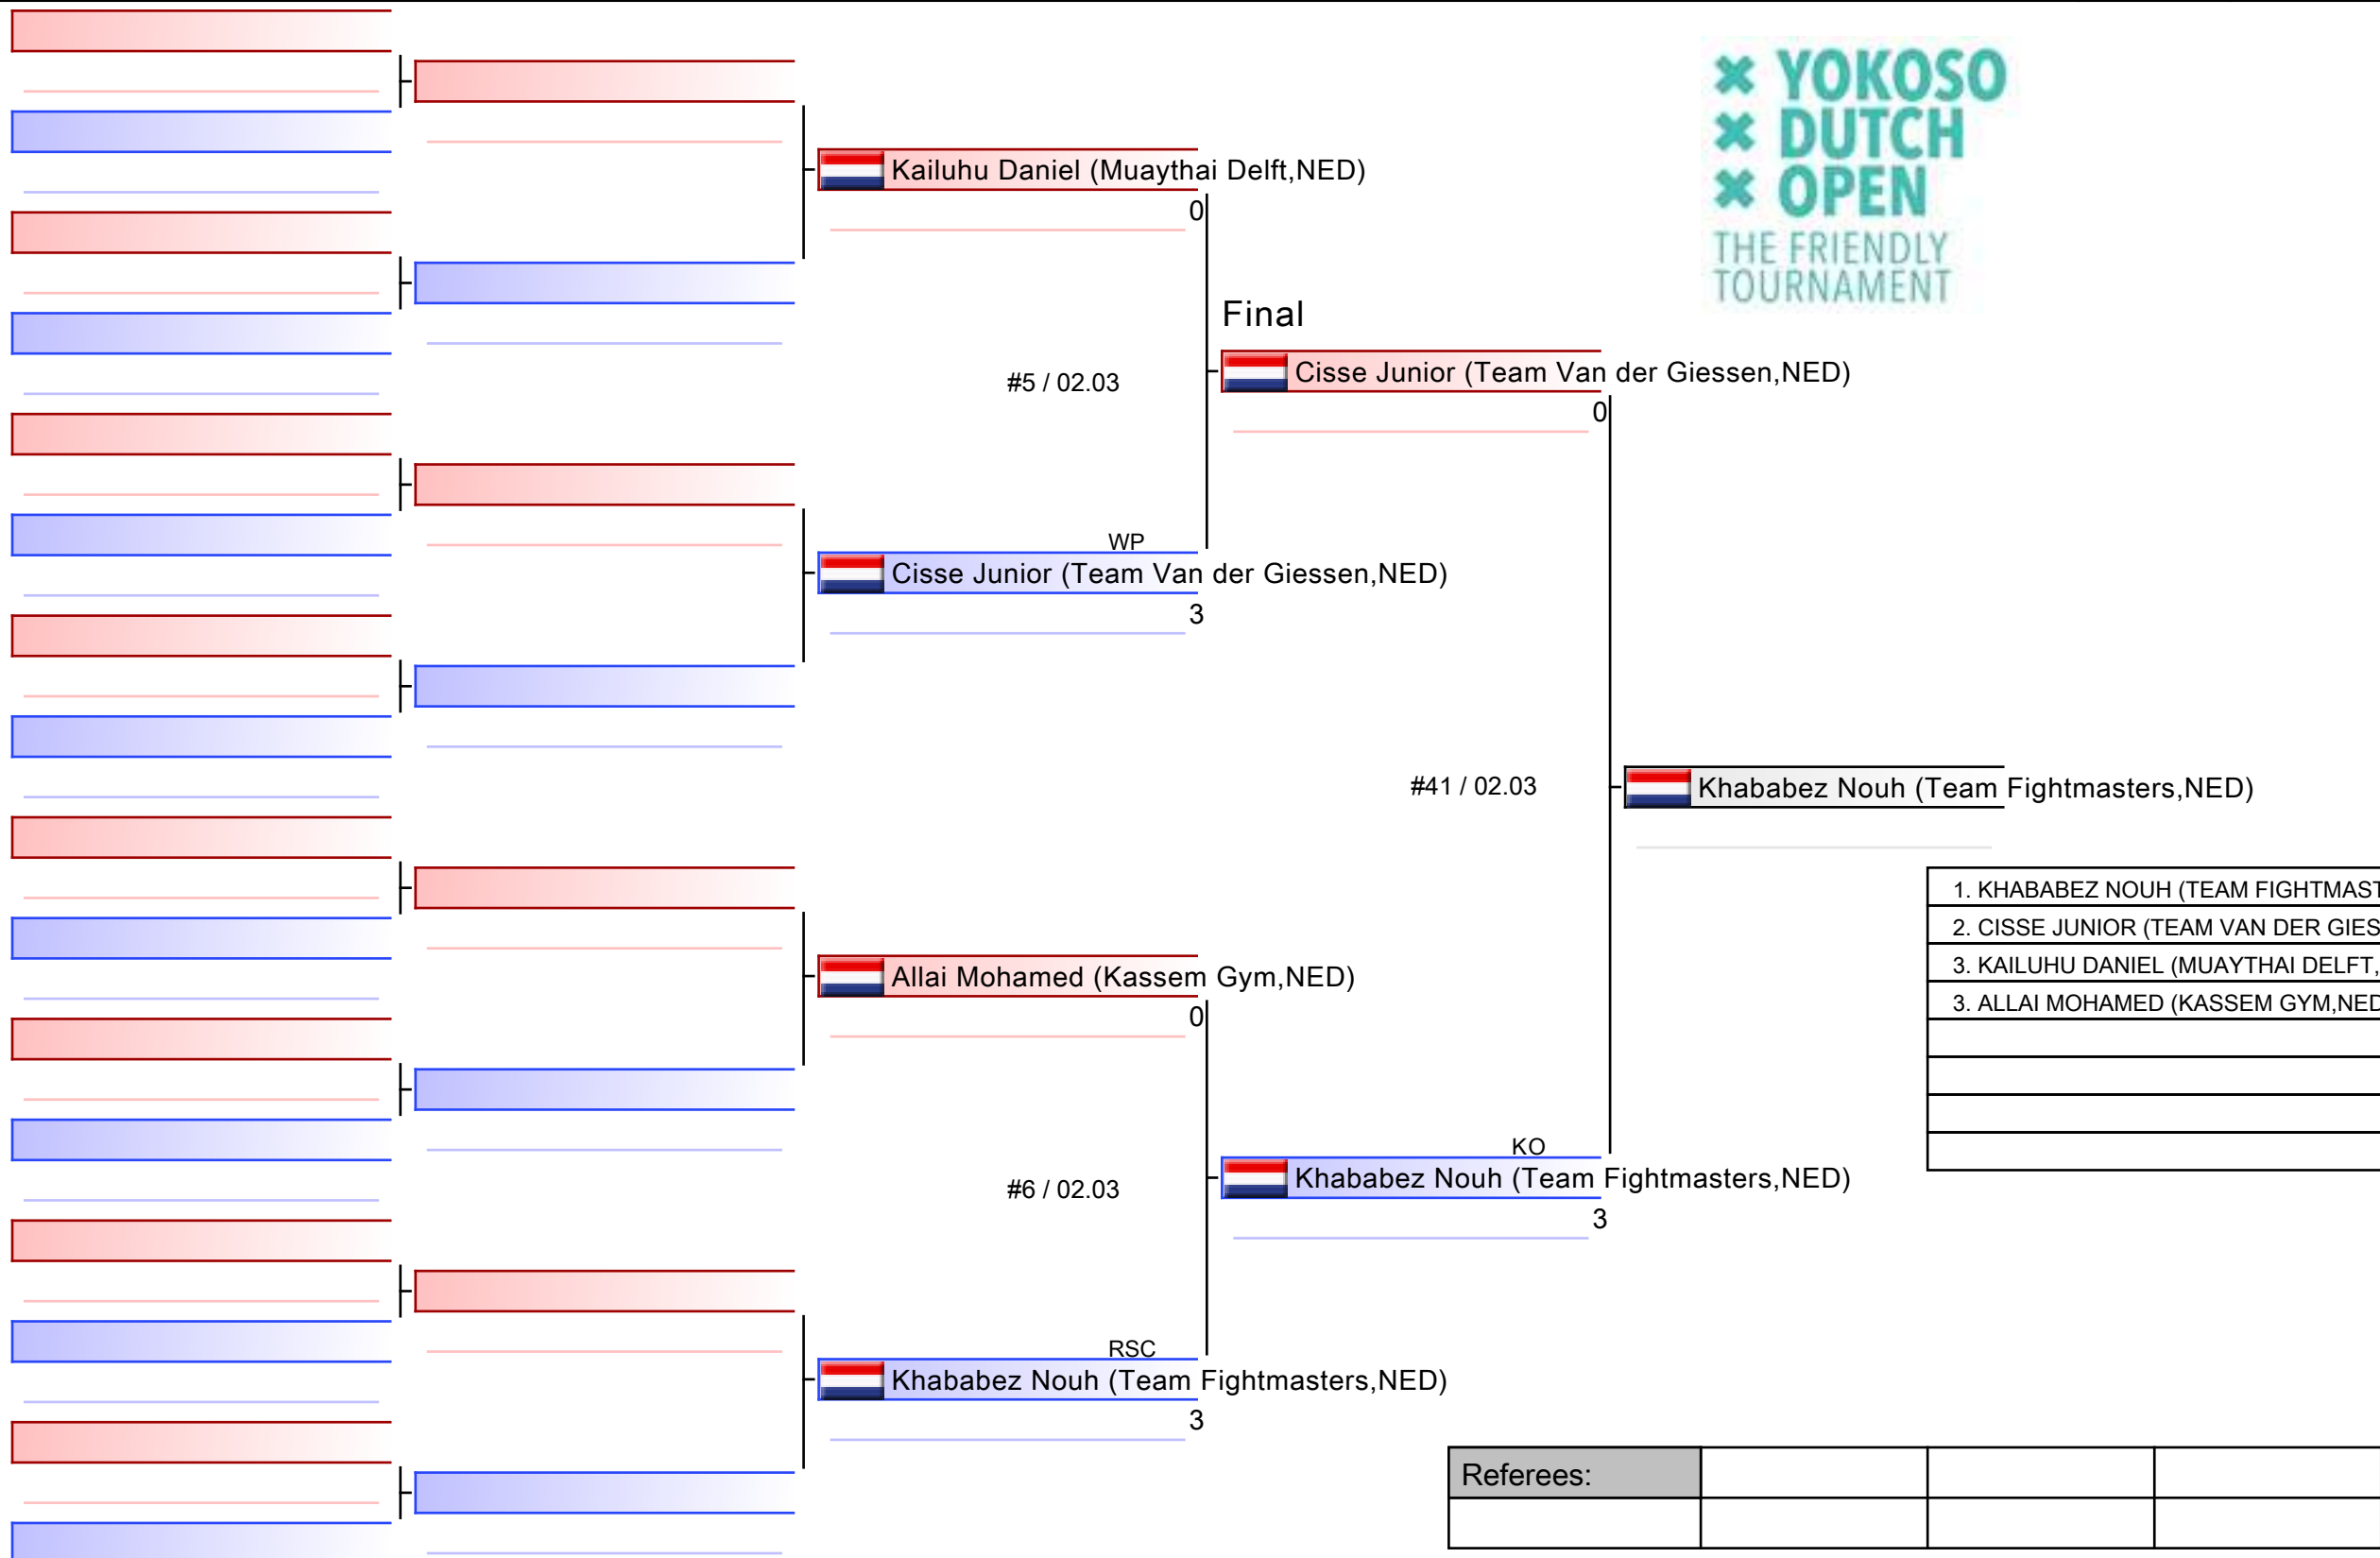 YOKOSO
DUTCH
OPEN
THE FRIENDLY
TOURNAMENT
Kailuhu Daniel (Muaythai Delft,NED)
0
Final
#5 / 02.03
Cisse Junior (Team Van der Giessen,NED)
0
WP
Cisse Junior (Team Van der Giessen,NED)
3
#41 / 02.03
Khababez Nouh (Team Fightmasters,NED)
1. KHABABEZ NOUH (TEAM FIGHTMAST
2. CISSE JUNIOR (TEAM VAN DER GIES
3. KAILUHU DANIEL (MUAYTHAI DELFT,
3. ALLAI MOHAMED (KASSEM GYM,NED
Allai Mohamed (Kassem Gym,NED)
0
#6 / 02.03
KO
Khababez Nouh (Team Fightmasters,NED)
3
RSC
Khababez Nouh (Team Fightmasters,NED)
3
Referees: